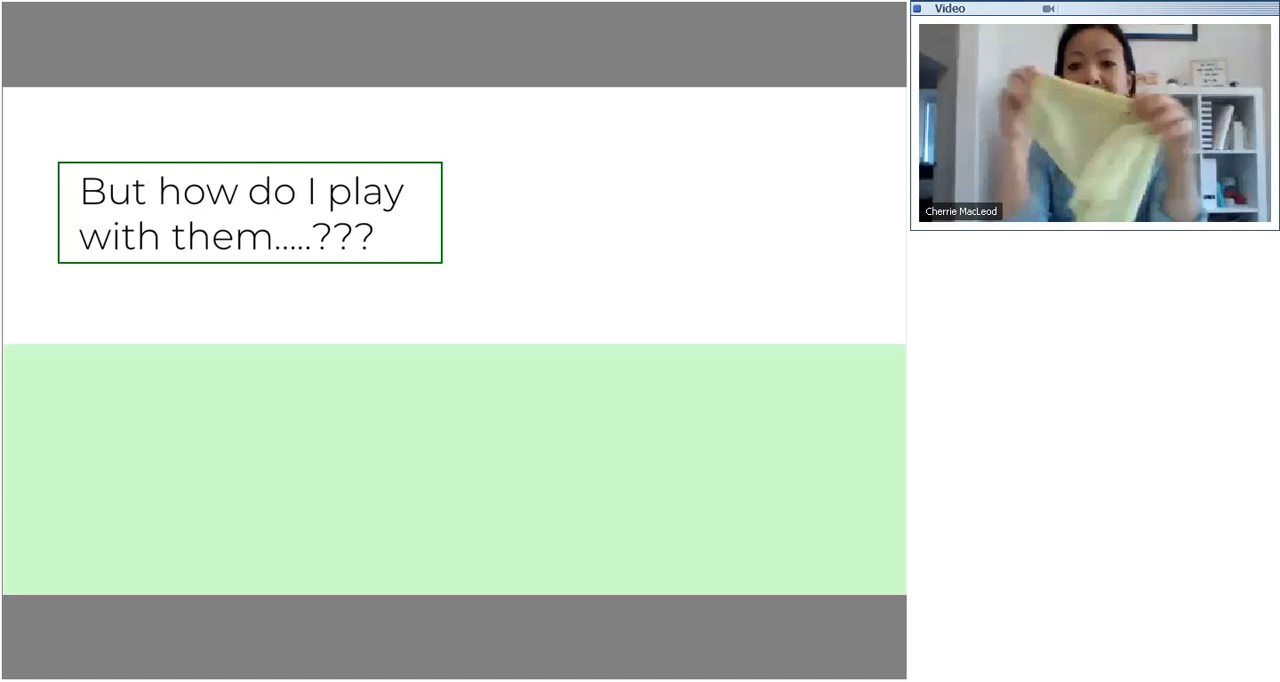 But how do I play
with them.....???
Video
Cherrie MacLeod